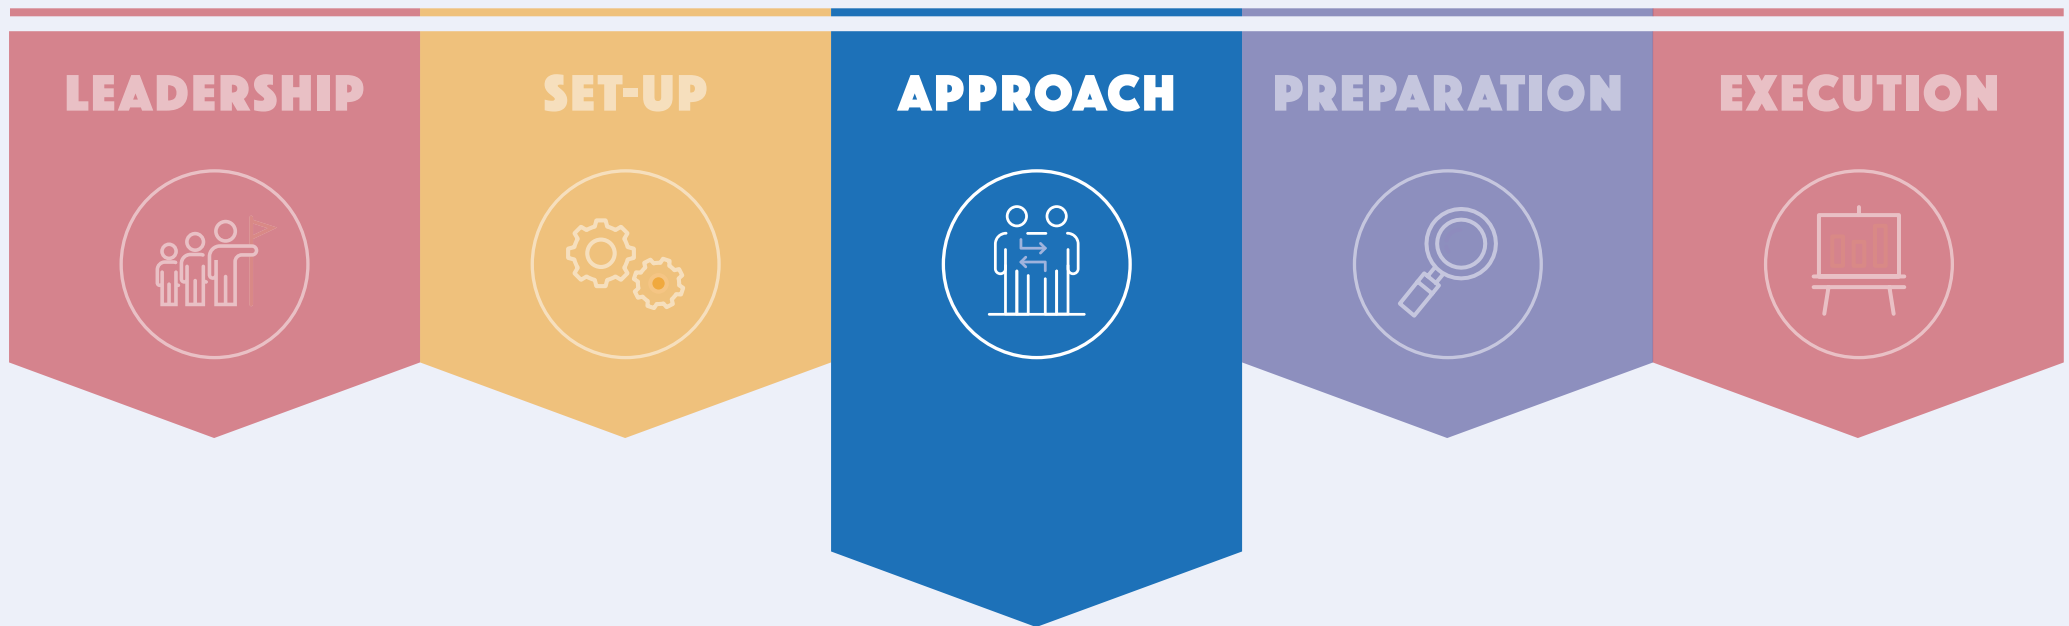 LEADERSHIP
SET-UP
APPROACH
PREPARATION
EXECUTION